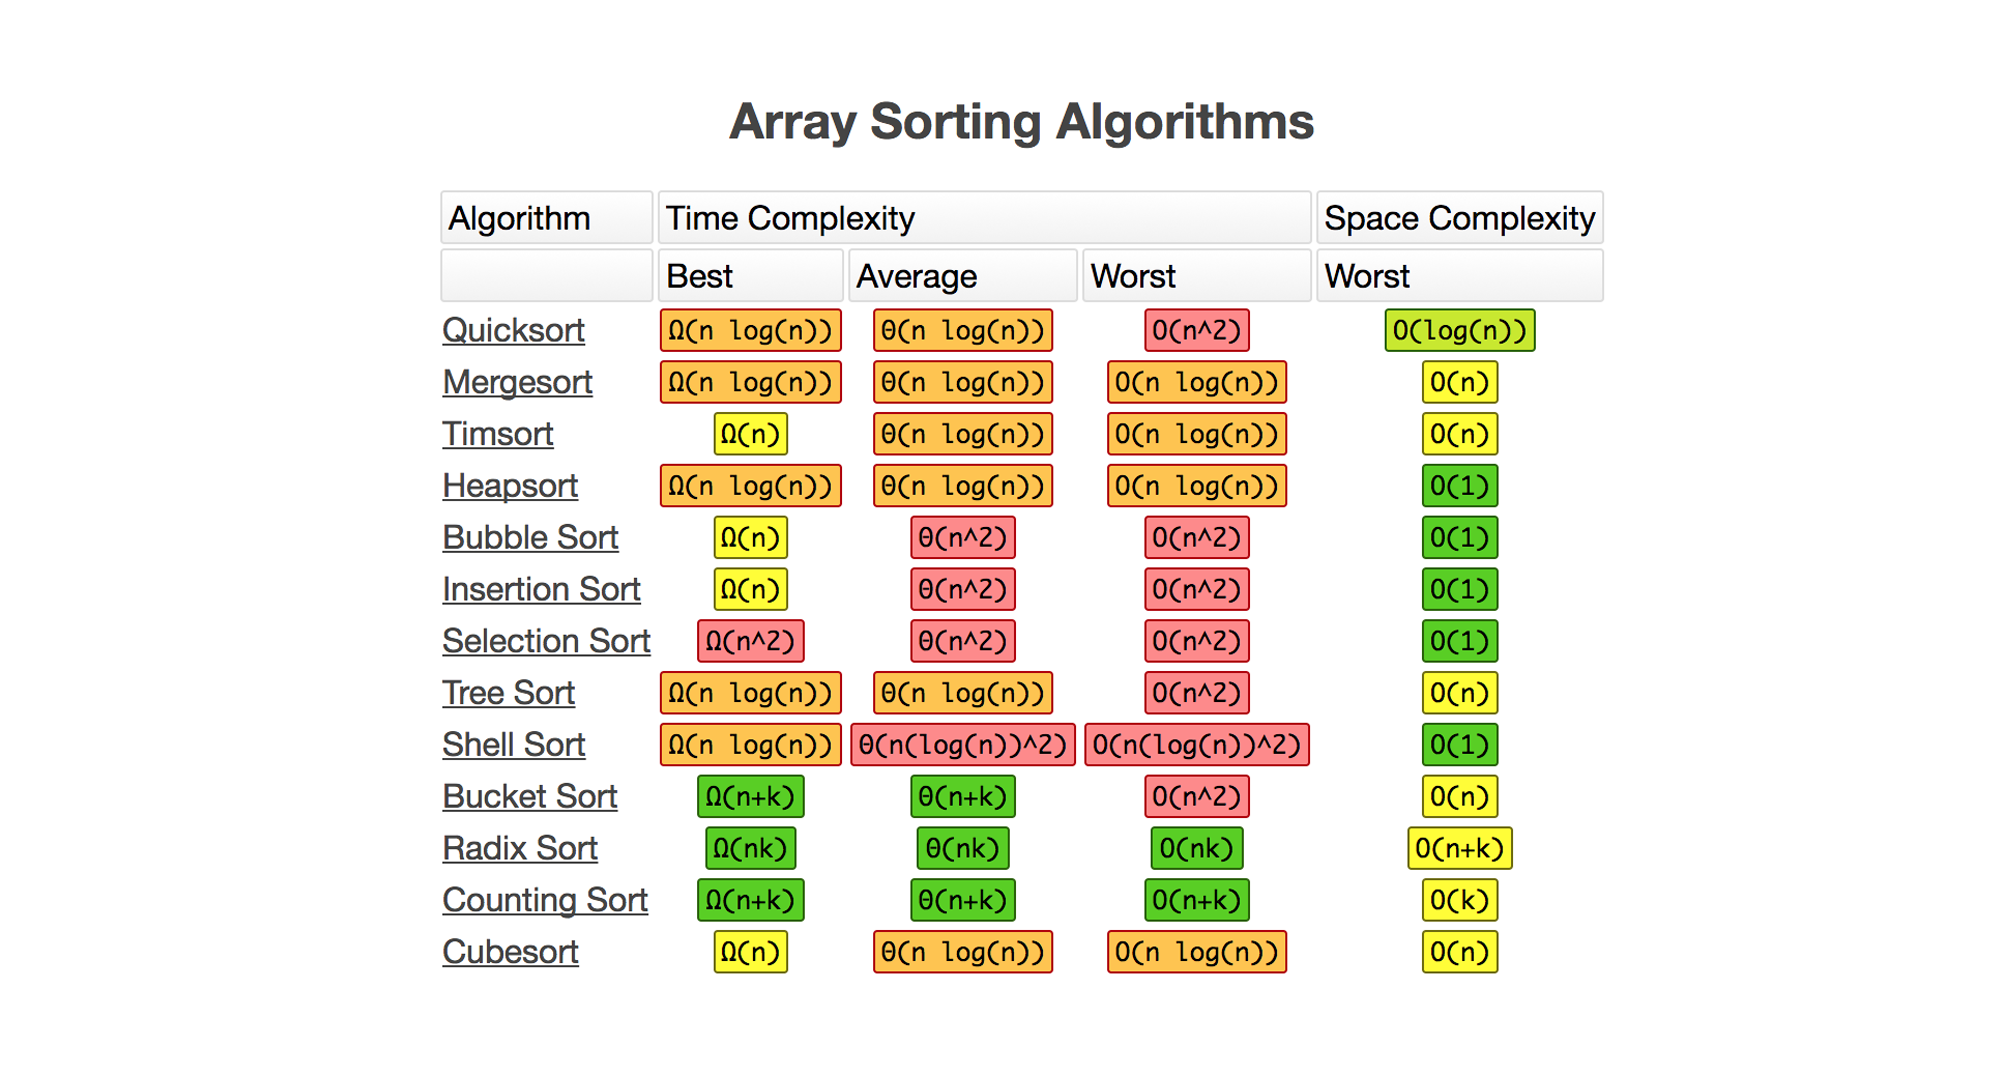 Array Sorting Algorithms
Algorithm Time Complexity Space Complexity
Best Average Worst Worst
Quicksort Ω(n log(n)) Θ(n log(n)) O(n^2) O(log(n))
Mergesort Ω(n log(n)) Θ(n log(n)) O(n log(n)) O(n)
Timsort Ω(n) Θ(n log(n)) O(n log(n)) O(n)
Heapsort Ω(n log(n)) Θ(n log(n)) O(n log(n)) O(1)
Bubble Sort Ω(n) Θ(n^2) O(n^2) O(1)
Insertion Sort Ω(n) Θ(n^2) O(n^2) O(1)
Selection Sort Ω(n^2) Θ(n^2) O(n^2) O(1)
Tree Sort Ω(n log(n)) Θ(n log(n)) O(n^2) O(n)
Shell Sort Ω(n log(n)) Θ(n(log(n))^2) O(n(log(n))^2) O(1)
Bucket Sort Ω(n+k) Θ(n+k) O(n^2) O(n)
Radix Sort Ω(nk) Θ(nk) O(nk) O(n+k)
Counting Sort Ω(n+k) Θ(n+k) O(n+k) O(k)
Cubesort Ω(n) Θ(n log(n)) O(n log(n)) O(n)